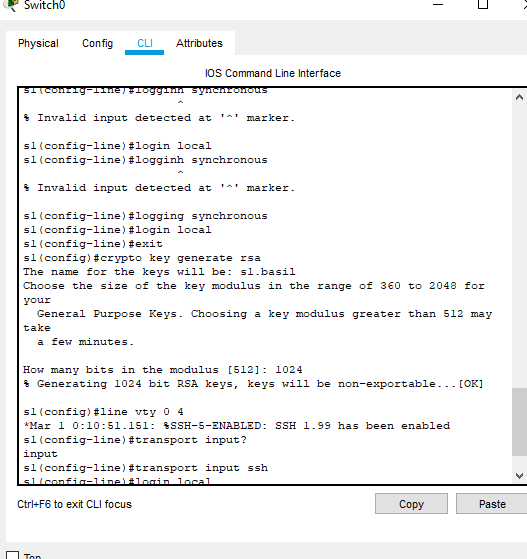 Switch0
Physical Config CLI Attributes
IOS Command Line Interface
s1(config-line)#logginh synchronous
^
% Invalid input detected at '^' marker.
s1(config-line)#login local
s1(config-line)#logginh synchronous
^
% Invalid input detected at '^' marker.
s1(config-line)#logging synchronous
s1(config-line)#login local
s1(config-line)#exit
s1(config)#crypto key generate rsa
The name for the keys will be: s1.basil
Choose the size of the key modulus in the range of 360 to 2048 for
your
General Purpose Keys. Choosing a key modulus greater than 512 may
take
a few minutes.
How many bits in the modulus [512]: 1024
% Generating 1024 bit RSA keys, keys will be non-exportable...[OK]
s1(config)#line vty 0 4
*Mar 1 0:10:51.151: %SSH-5-ENABLED: SSH 1.99 has been enabled
s1(config-line)#transport input?
input
s1(config-line)#transport input ssh
s1(config-line)#login local
Ctrl+F6 to exit CLI focus
Copy Paste
Top